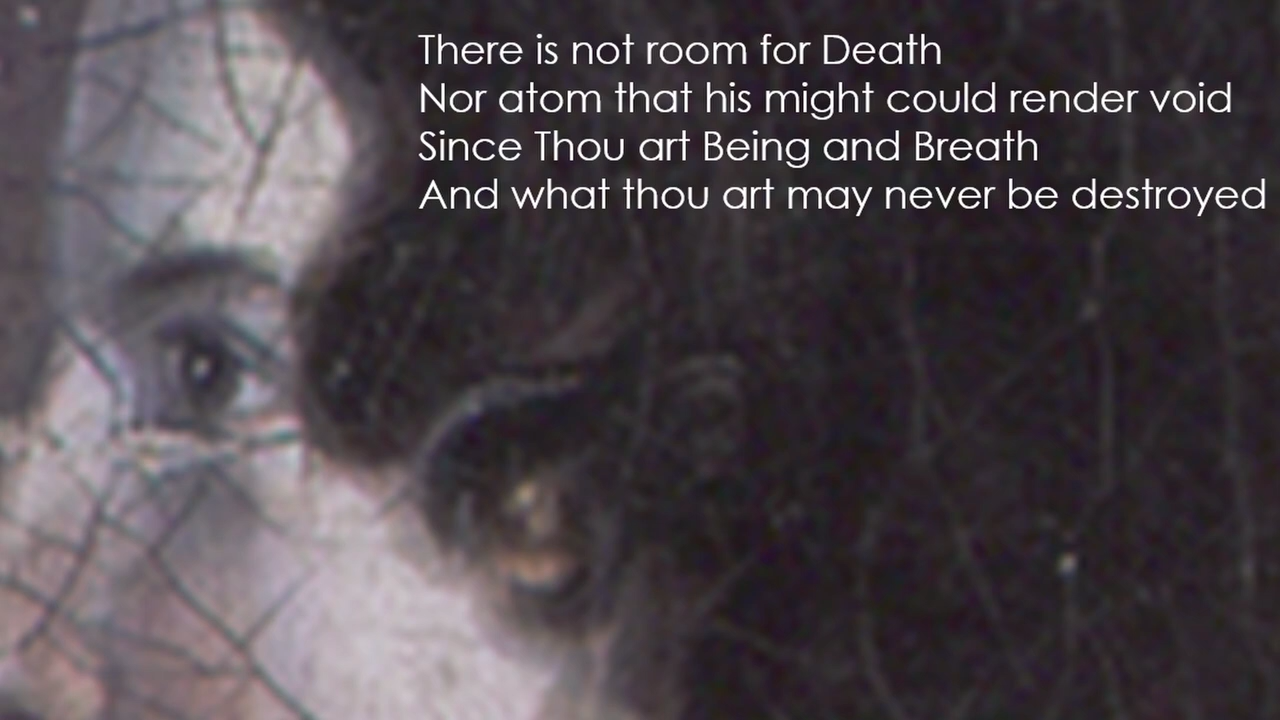 There is not room for Death
Nor atom that his might could render void
Since Thou art Being and Breath
And what thou art may never be destroyed